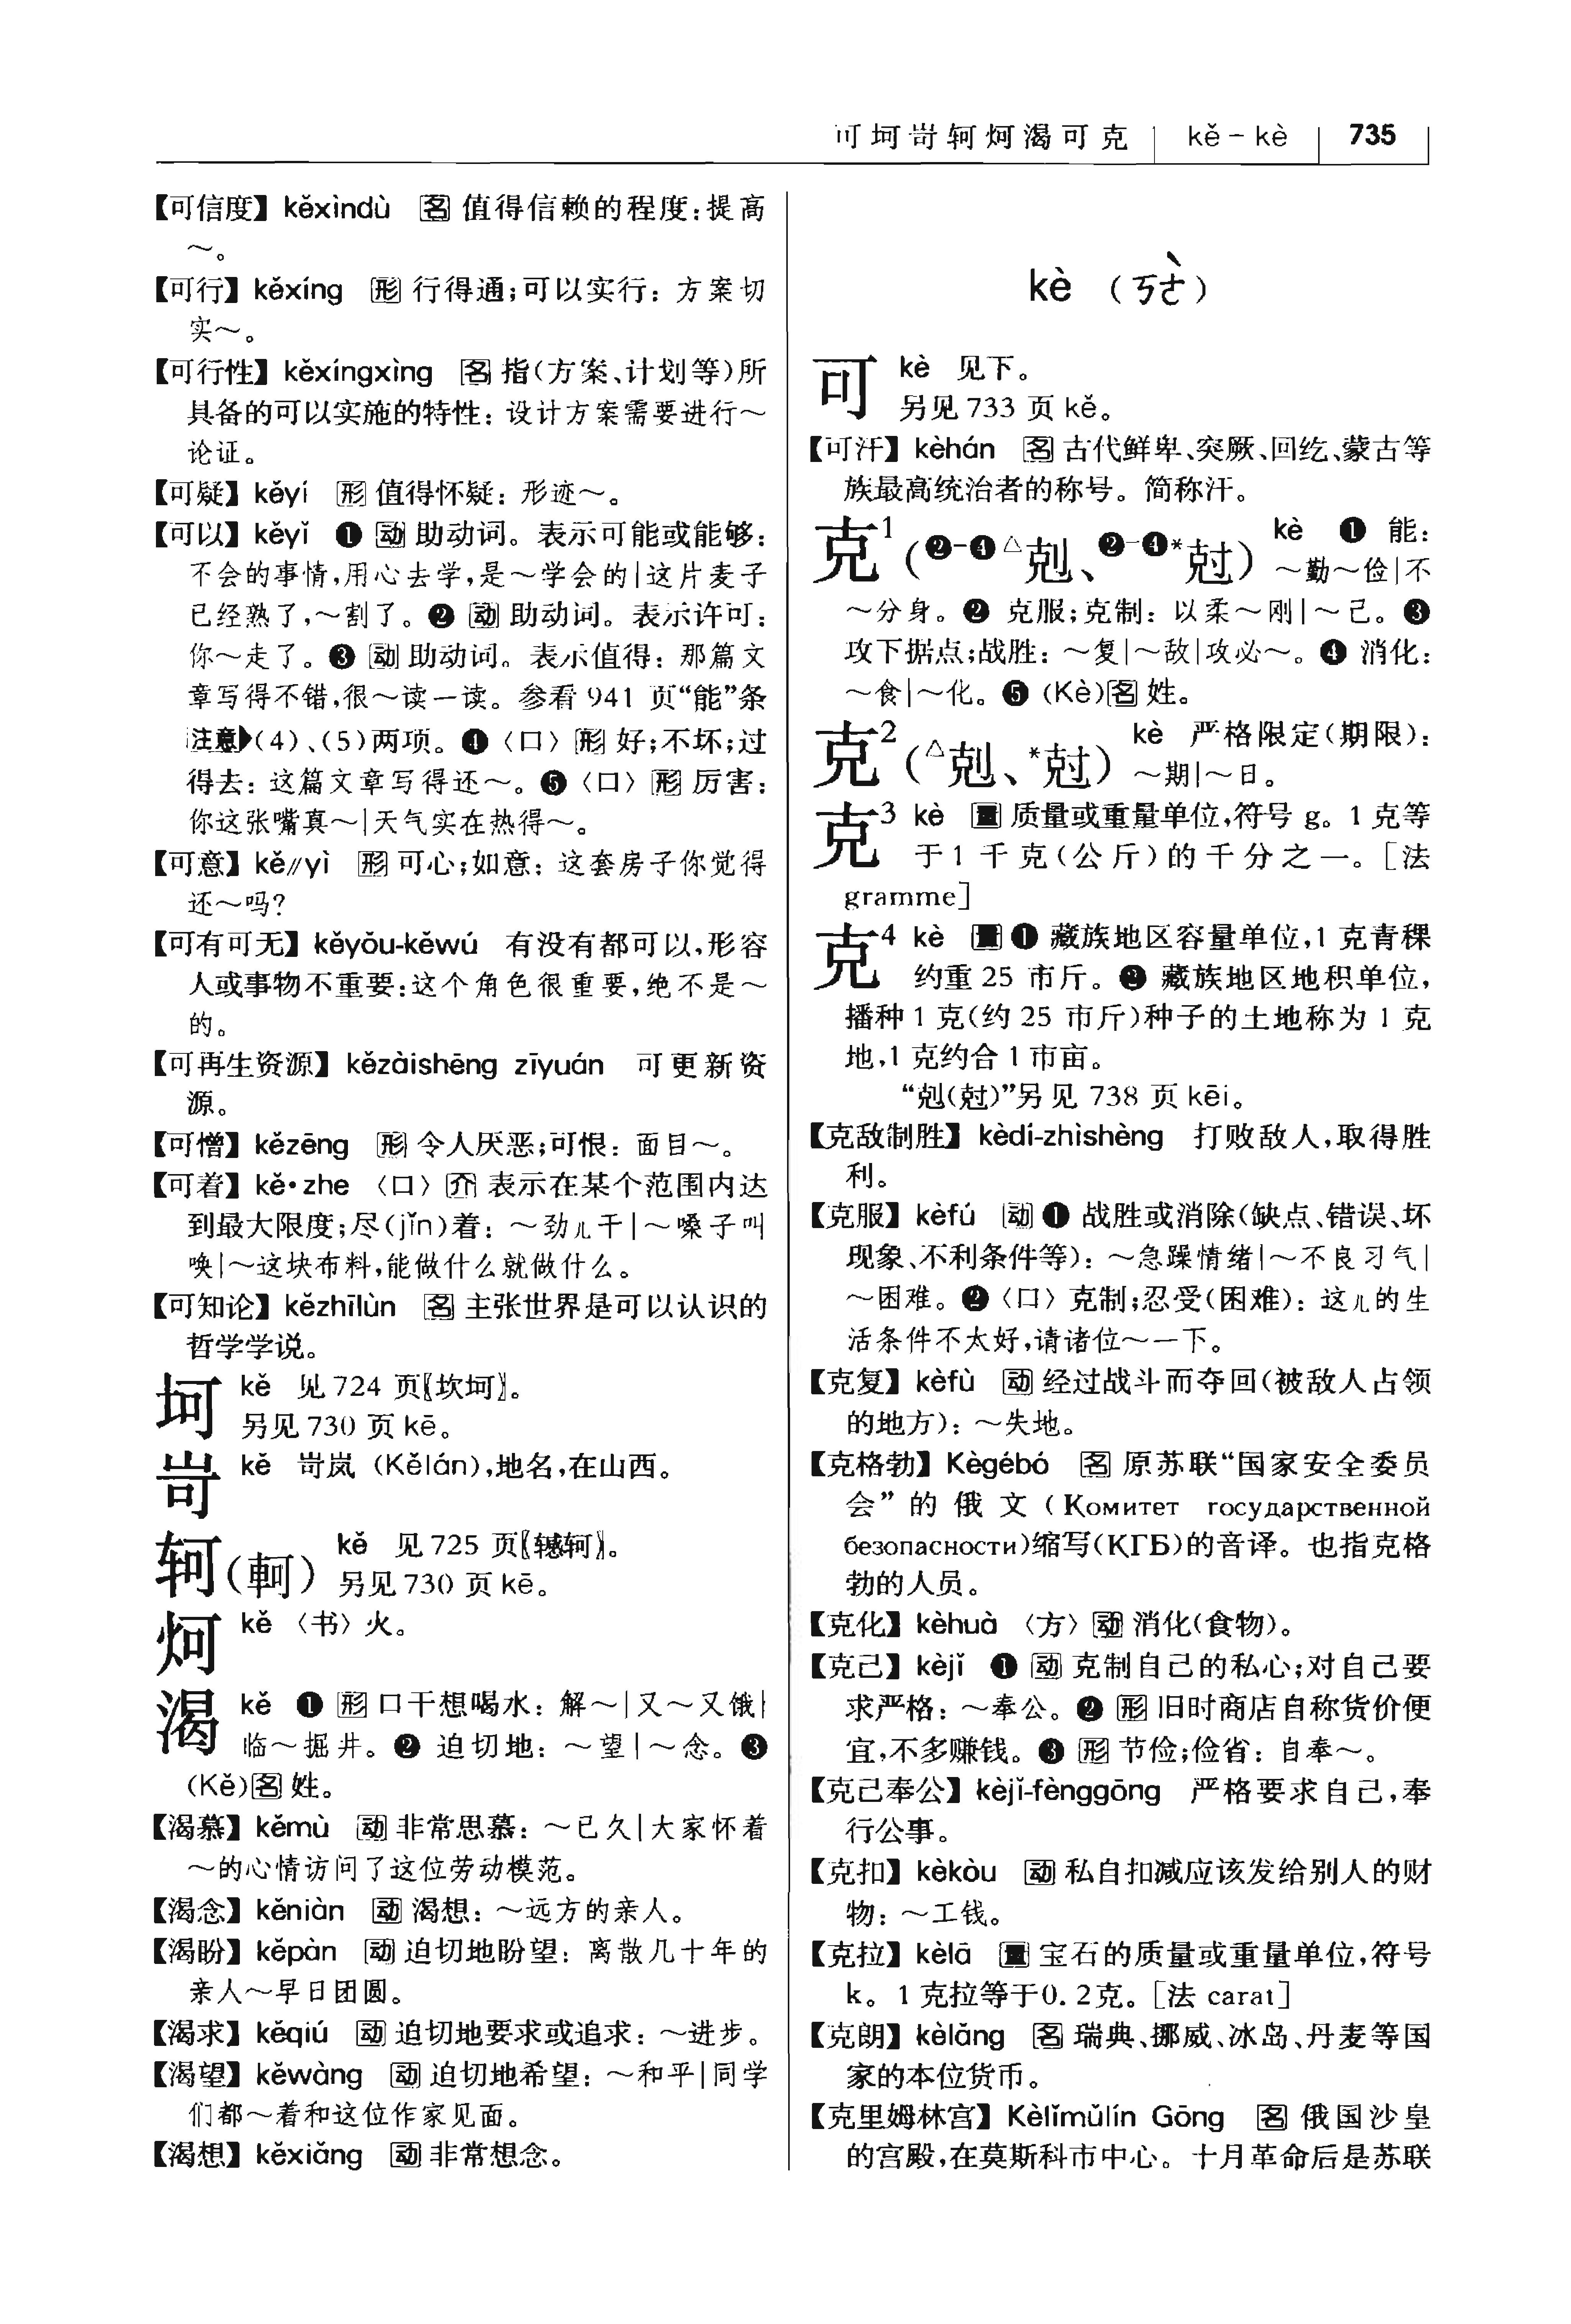 可坷岢轲炣渴可克 kě－kè 735
【可信度】kěxìndù 名 值得信赖的程度:提高
～。
【可行】kěxíng 形 行得通;可以实行：方案切
实～。
【可行性】kěxíngxìng 名 指(方案、计划等)所
具备的可以实施的特性：设计方案需要进行～
论证。
【可疑】kěyí 形 值得怀疑：形迹～。
【可以】kěyǐ ❶ 动 助动词。表示可能或能够：
不会的事情,用心去学,是～学会的|这片麦子
已经熟了,～割了。❷ 动 助动词。表示许可：
你～走了。❸ 动 助动词。表示值得：那篇文
章写得不错,很～读一读。参看 941 页“能”条
注意▶(4)、(5)两项。❹〈口〉形 好;不坏;过
得去：这篇文章写得还～。❺〈口〉形 厉害：
你这张嘴真～|天气实在热得～。
【可意】kě∥yì 形 可心;如意：这套房子你觉得
还～吗?
【可有可无】kěyǒu-kěwú 有没有都可以,形容
人或事物不重要:这个角色很重要,绝不是～
的。
【可再生资源】kězàishēng zīyuán 可更新资
源。
【可憎】kězēng 形 令人厌恶;可恨：面目～。
【可着】kě•zhe 〈口〉介 表示在某个范围内达
到最大限度;尽(jǐn)着：～劲儿干|～嗓子叫
唤|～这块布料,能做什么就做什么。
【可知论】kězhīlùn 名 主张世界是可以认识的
哲学学说。
坷 kě 见 724 页〖坎坷〗。
另见 730 页 kē。
岢 kě 岢岚 (Kělán),地名,在山西。
轲(軻) kě 见 725 页〖轗轲〗。
另见 730 页 kē。
炣 kě 〈书〉火。
渴 kě ❶ 形 口干想喝水：解～|又～又饿|
临～掘井。❷ 迫切地：～望|～念。❸
(Kě)名 姓。
【渴慕】kěmù 动 非常思慕：～已久|大家怀着
～的心情访问了这位劳动模范。
【渴念】kěniàn 动 渴想：～远方的亲人。
【渴盼】kěpàn 动 迫切地盼望：离散几十年的
亲人～早日团圆。
【渴求】kěqiú 动 迫切地要求或追求：～进步。
【渴望】kěwàng 动 迫切地希望：～和平|同学
们都～着和这位作家见面。
【渴想】kěxiǎng 动 非常想念。
kè （ㄎㄜˋ）
可 kè 见下。
另见 733 页 kě。
【可汗】kèhán 名 古代鲜卑、突厥、回纥、蒙古等
族最高统治者的称号。简称汗。
克¹(❷-❹△剋、❷-❹*尅) kè ❶ 能：
～勤～俭|不
～分身。❷ 克服;克制：以柔～刚|～己。❸
攻下据点;战胜：～复|～敌|攻必～。❹ 消化：
～食|～化。❺ (Kè)名 姓。
克²(△剋、*尅) kè 严格限定(期限)：
～期|～日。
克³ kè 量 质量或重量单位,符号 g。1 克等
于 1 千克(公斤)的千分之一。[法
gramme]
克⁴ kè 量 ❶ 藏族地区容量单位,1 克青稞
约重 25 市斤。❷ 藏族地区地积单位,
播种 1 克(约 25 市斤)种子的土地称为 1 克
地,1 克约合 1 市亩。
“剋(尅)”另见 738 页 kēi。
【克敌制胜】kèdí-zhìshèng 打败敌人,取得胜
利。
【克服】kèfú 动 ❶ 战胜或消除(缺点、错误、坏
现象、不利条件等)：～急躁情绪|～不良习气|
～困难。❷〈口〉克制;忍受(困难)：这儿的生
活条件不太好,请诸位～一下。
【克复】kèfù 动 经过战斗而夺回(被敌人占领
的地方)：～失地。
【克格勃】Kègébó 名 原苏联“国家安全委员
会”的俄文(Комитет государственной
безопасности)缩写(КГБ)的音译。也指克格
勃的人员。
【克化】kèhuà 〈方〉动 消化(食物)。
【克己】kèjǐ ❶ 动 克制自己的私心;对自己要
求严格：～奉公。❷ 形 旧时商店自称货价便
宜,不多赚钱。❸ 形 节俭;俭省：自奉～。
【克己奉公】kèjǐ-fènggōng 严格要求自己,奉
行公事。
【克扣】kèkòu 动 私自扣减应该发给别人的财
物：～工钱。
【克拉】kèlā 量 宝石的质量或重量单位,符号
k。1 克拉等于0.2克。[法 carat]
【克朗】kèlǎng 名 瑞典、挪威、冰岛、丹麦等国
家的本位货币。
【克里姆林宫】Kèlǐmǔlín Gōng 名 俄国沙皇
的宫殿,在莫斯科市中心。十月革命后是苏联